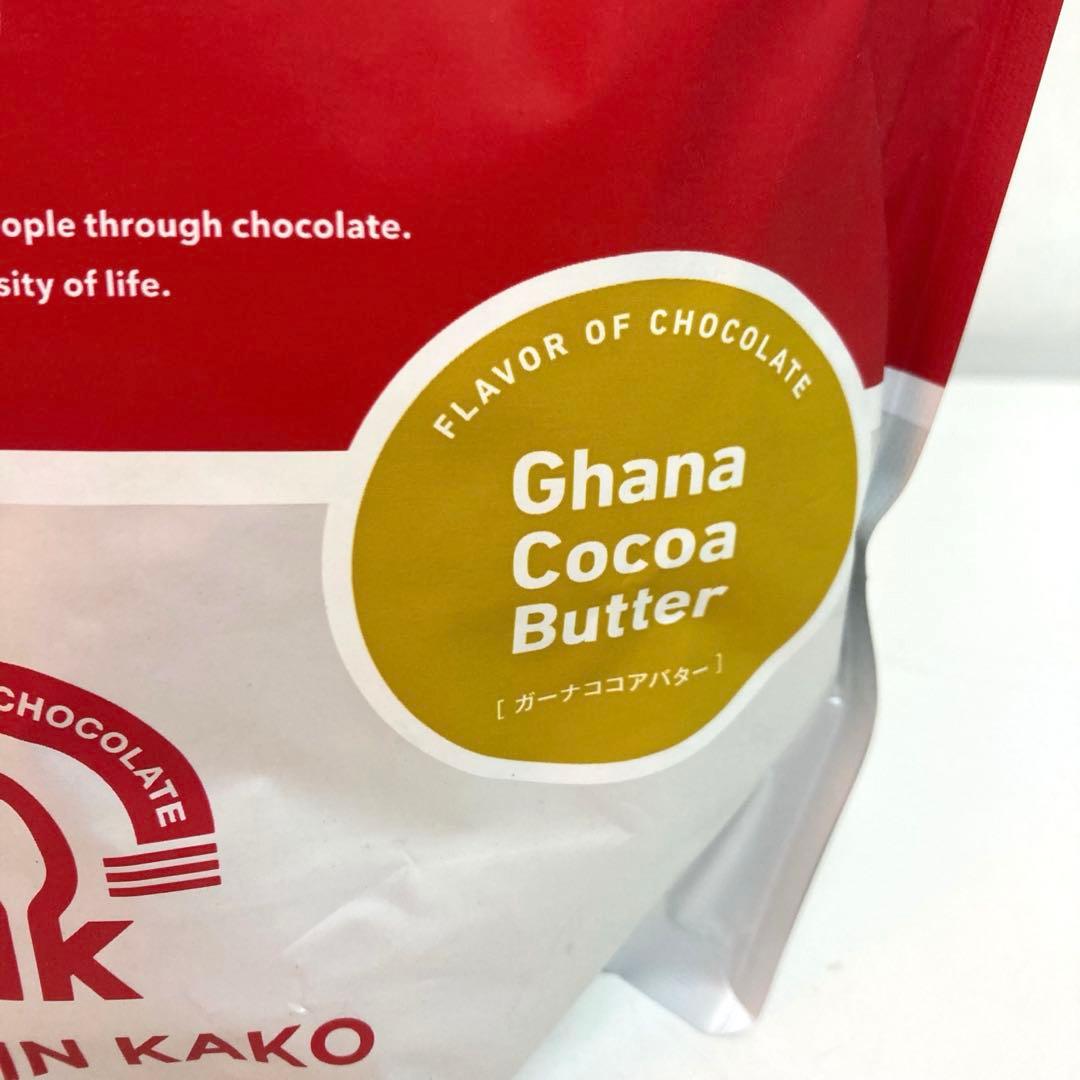 ople through chocolate.
sity of life.
FLAVOR OF CHOCOLATE
Ghana
Cocoa
Butter
[ ガーナココアバター ]
CHOCOLATE
k
IN KAKO